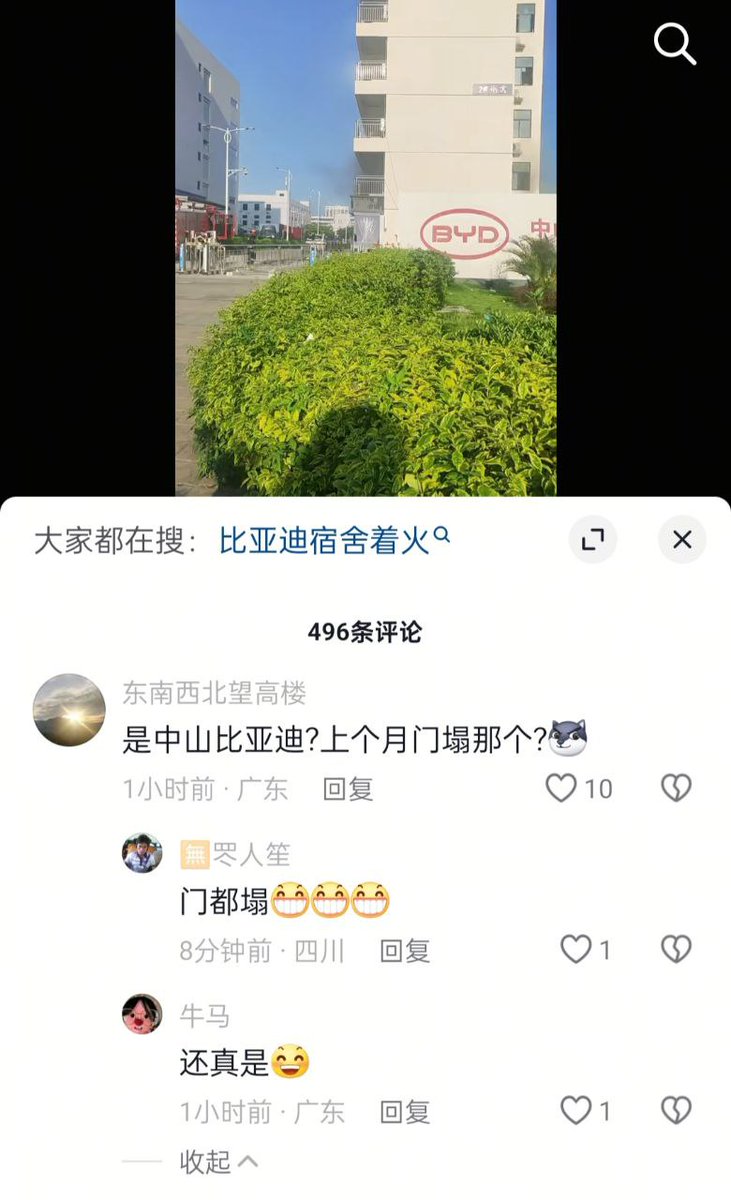 BYD
中
大家都在搜：比亚迪宿舍着火
496条评论
东南西北望高楼
是中山比亚迪?上个月门塌那个?
1小时前 · 广东 回复 10
無 罖人笙
门都塌
8分钟前 · 四川 回复 1
牛马
还真是
1小时前 · 广东 回复 1
收起